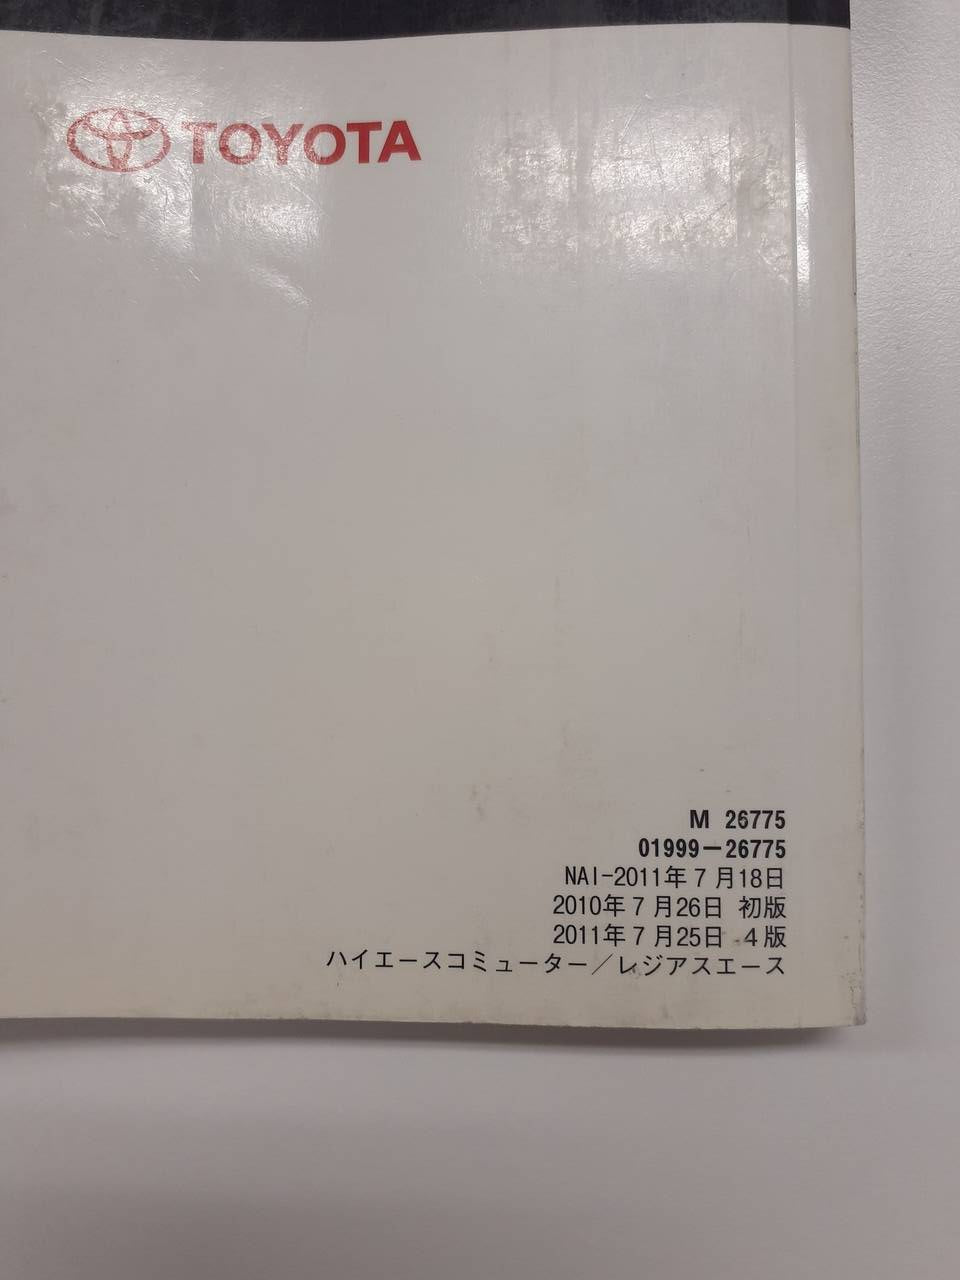 TOYOTA
M 26775
01999-26775
NAI-2011年7月18日
2010年7月26日 初版
2011年7月25日 4版
ハイエースコミューター／レジアスエース